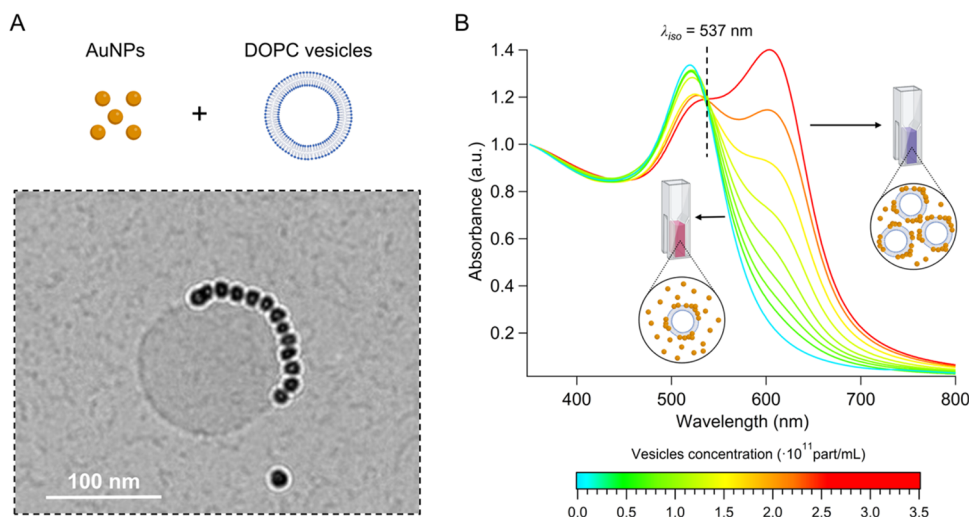 A
AuNPs
DOPC vesicles
+
100 nm
B
λiso = 537 nm
1.4
1.2
1.0
0.8
0.6
0.4
0.2
Absorbance (a.u.)
400
500
600
700
800
Wavelength (nm)
Vesicles concentration (·10¹¹part/mL)
0.0
0.5
1.0
1.5
2.0
2.5
3.0
3.5